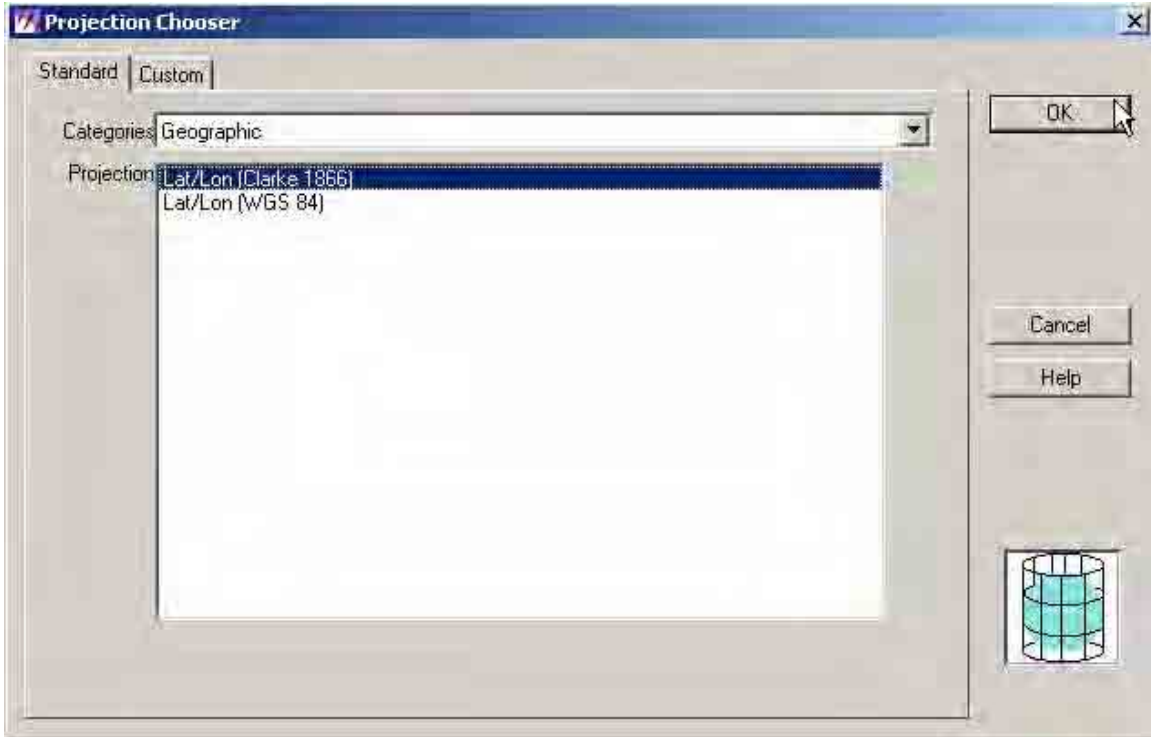 Projection Chooser
Standard
Custom
Categories Geographic
Projection Lat/Lon (Clarke 1866)
Lat/Lon (WGS 84)
OK
Cancel
Help